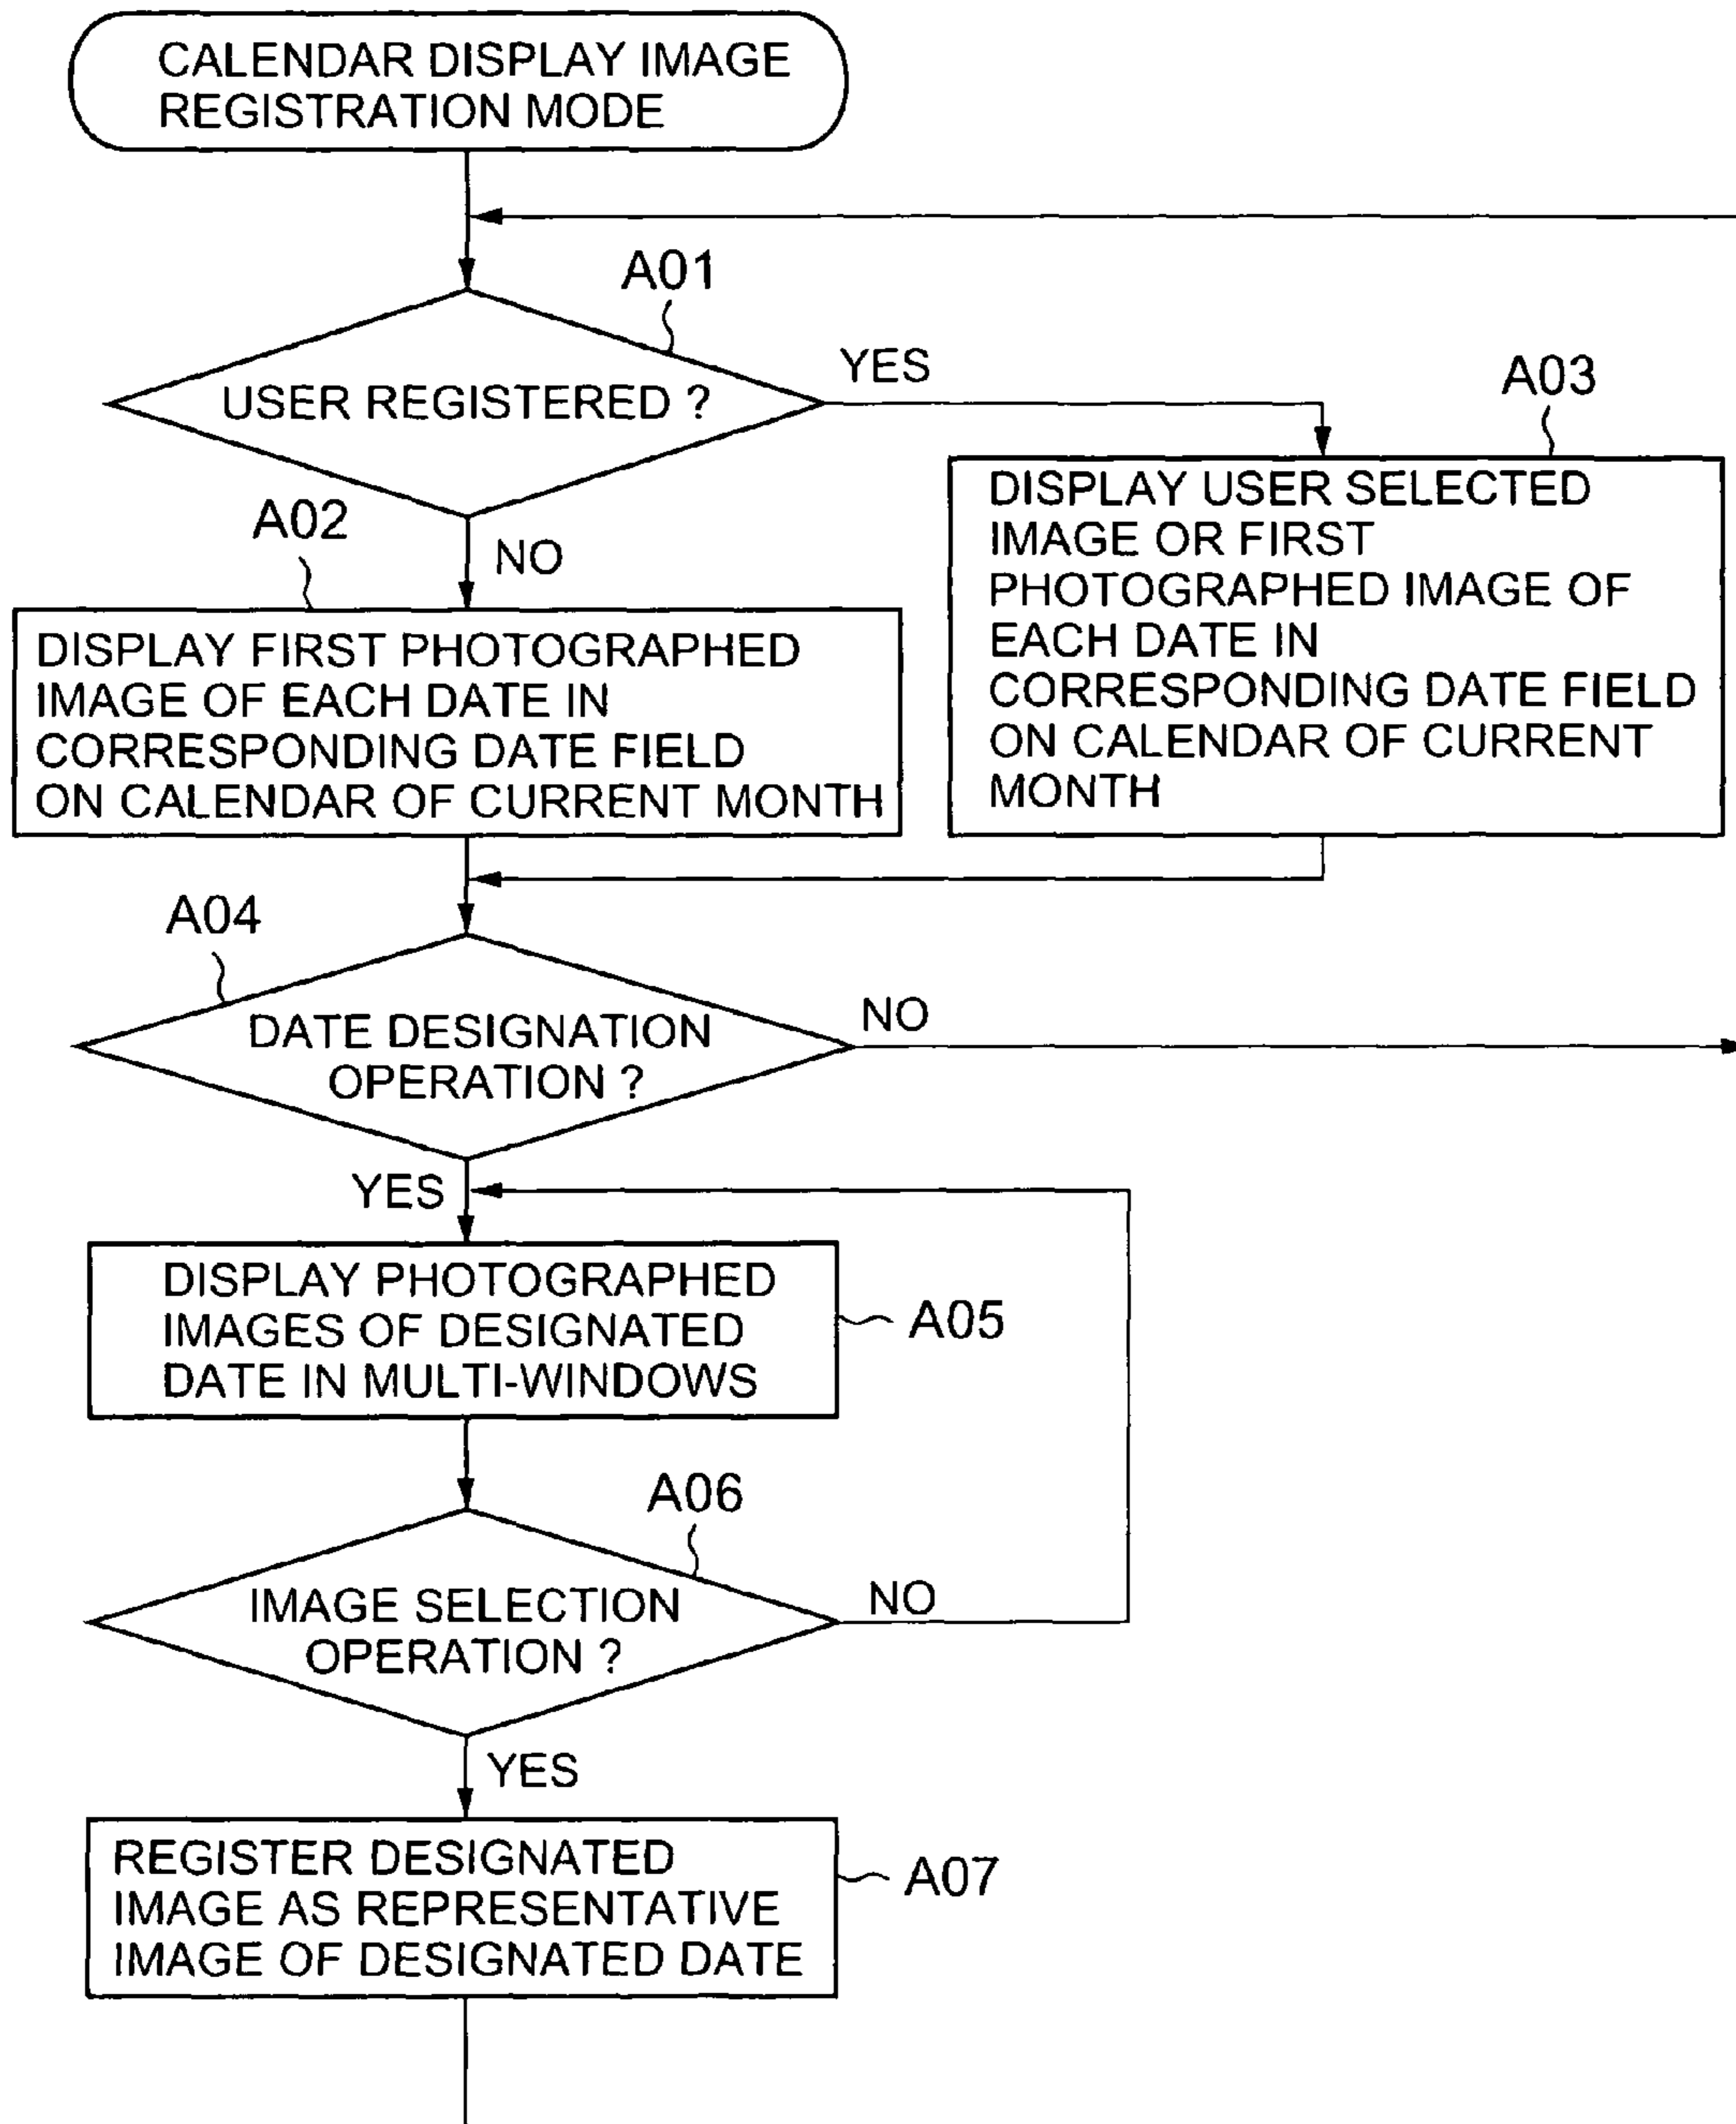 CALENDAR DISPLAY IMAGE
REGISTRATION MODE
A01
USER REGISTERED ?
YES
NO
A03
DISPLAY USER SELECTED
IMAGE OR FIRST
PHOTOGRAPHED IMAGE OF
EACH DATE IN
CORRESPONDING DATE FIELD
ON CALENDAR OF CURRENT
MONTH
A02
DISPLAY FIRST PHOTOGRAPHED
IMAGE OF EACH DATE IN
CORRESPONDING DATE FIELD
ON CALENDAR OF CURRENT MONTH
A04
DATE DESIGNATION
OPERATION ?
NO
YES
DISPLAY PHOTOGRAPHED
IMAGES OF DESIGNATED
DATE IN MULTI-WINDOWS
A05
A06
IMAGE SELECTION
OPERATION ?
NO
YES
REGISTER DESIGNATED
IMAGE AS REPRESENTATIVE
IMAGE OF DESIGNATED DATE
A07